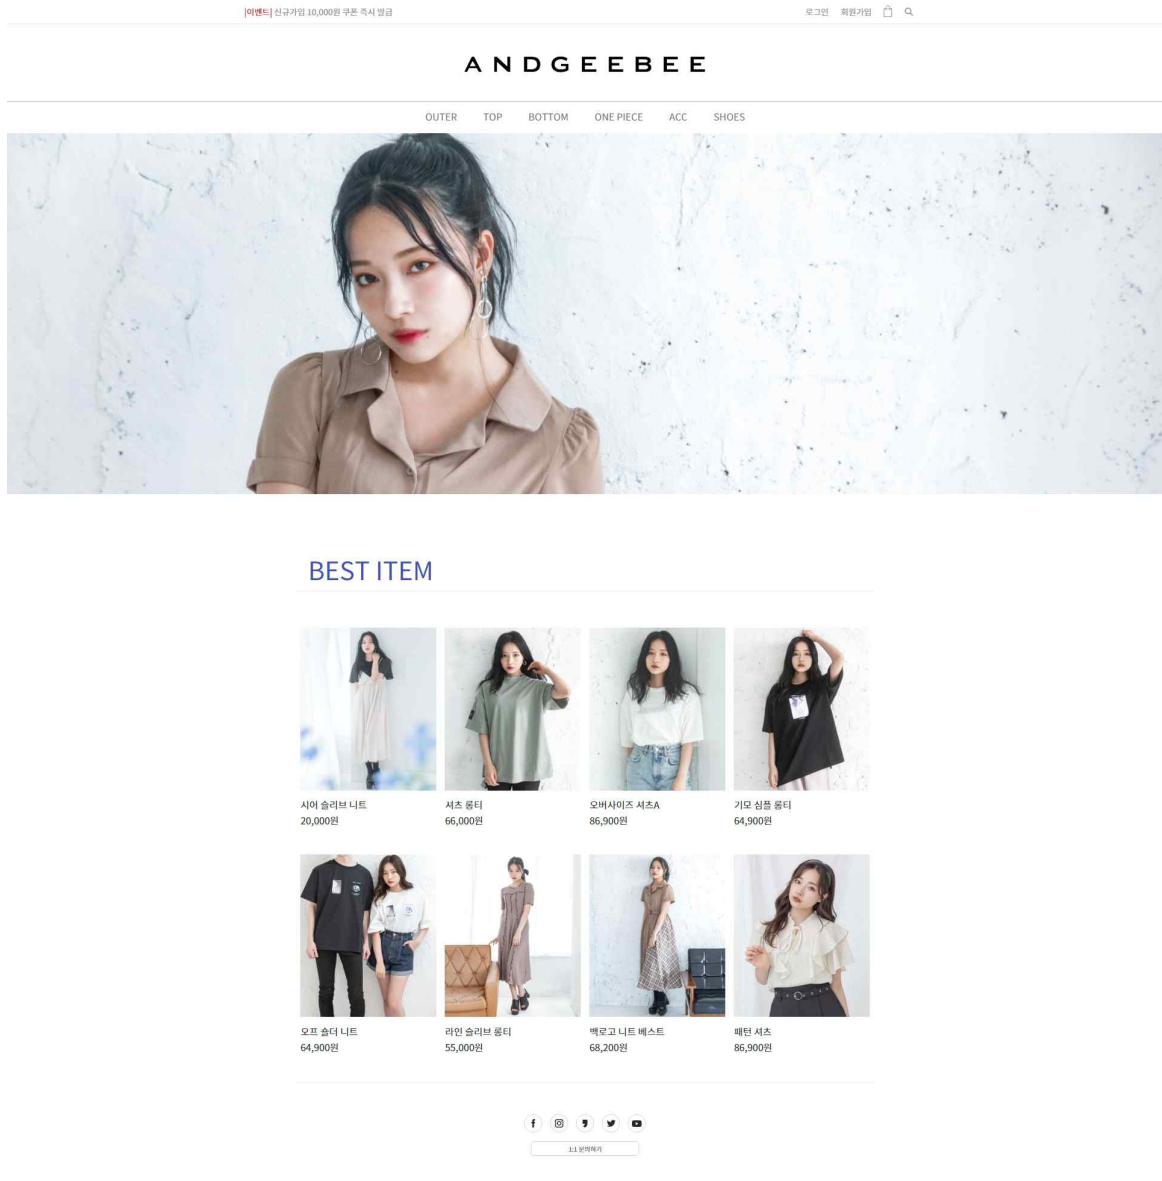 |이벤트| 신규가입 10,000원 쿠폰 즉시 발급
로그인 회원가입
ANDGEEBEE
OUTER TOP BOTTOM ONE PIECE ACC SHOES
BEST ITEM
시어 슬리브 니트
20,000원
셔츠 롱티
66,000원
오버사이즈 셔츠A
86,900원
기모 심플 롱티
64,900원
오프 숄더 니트
64,900원
라인 슬리브 롱티
55,000원
백로고 니트 베스트
68,200원
패턴 셔츠
86,900원
1:1 문의하기